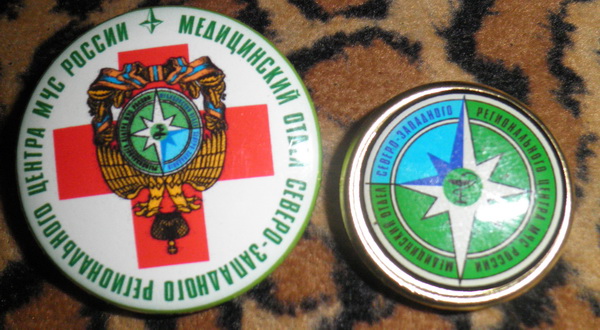 МЕДИЦИНСКИЙ ОТДЕЛ СЕВЕРО-ЗАПАДНОГО РЕГИОНАЛЬНОГО ЦЕНТРА МЧС РОССИИ
МЕДИЦИНСКИЙ ОТДЕЛ СЕВЕРО-ЗАПАДНОГО РЕГИОНАЛЬНОГО ЦЕНТРА МЧС РОССИИ